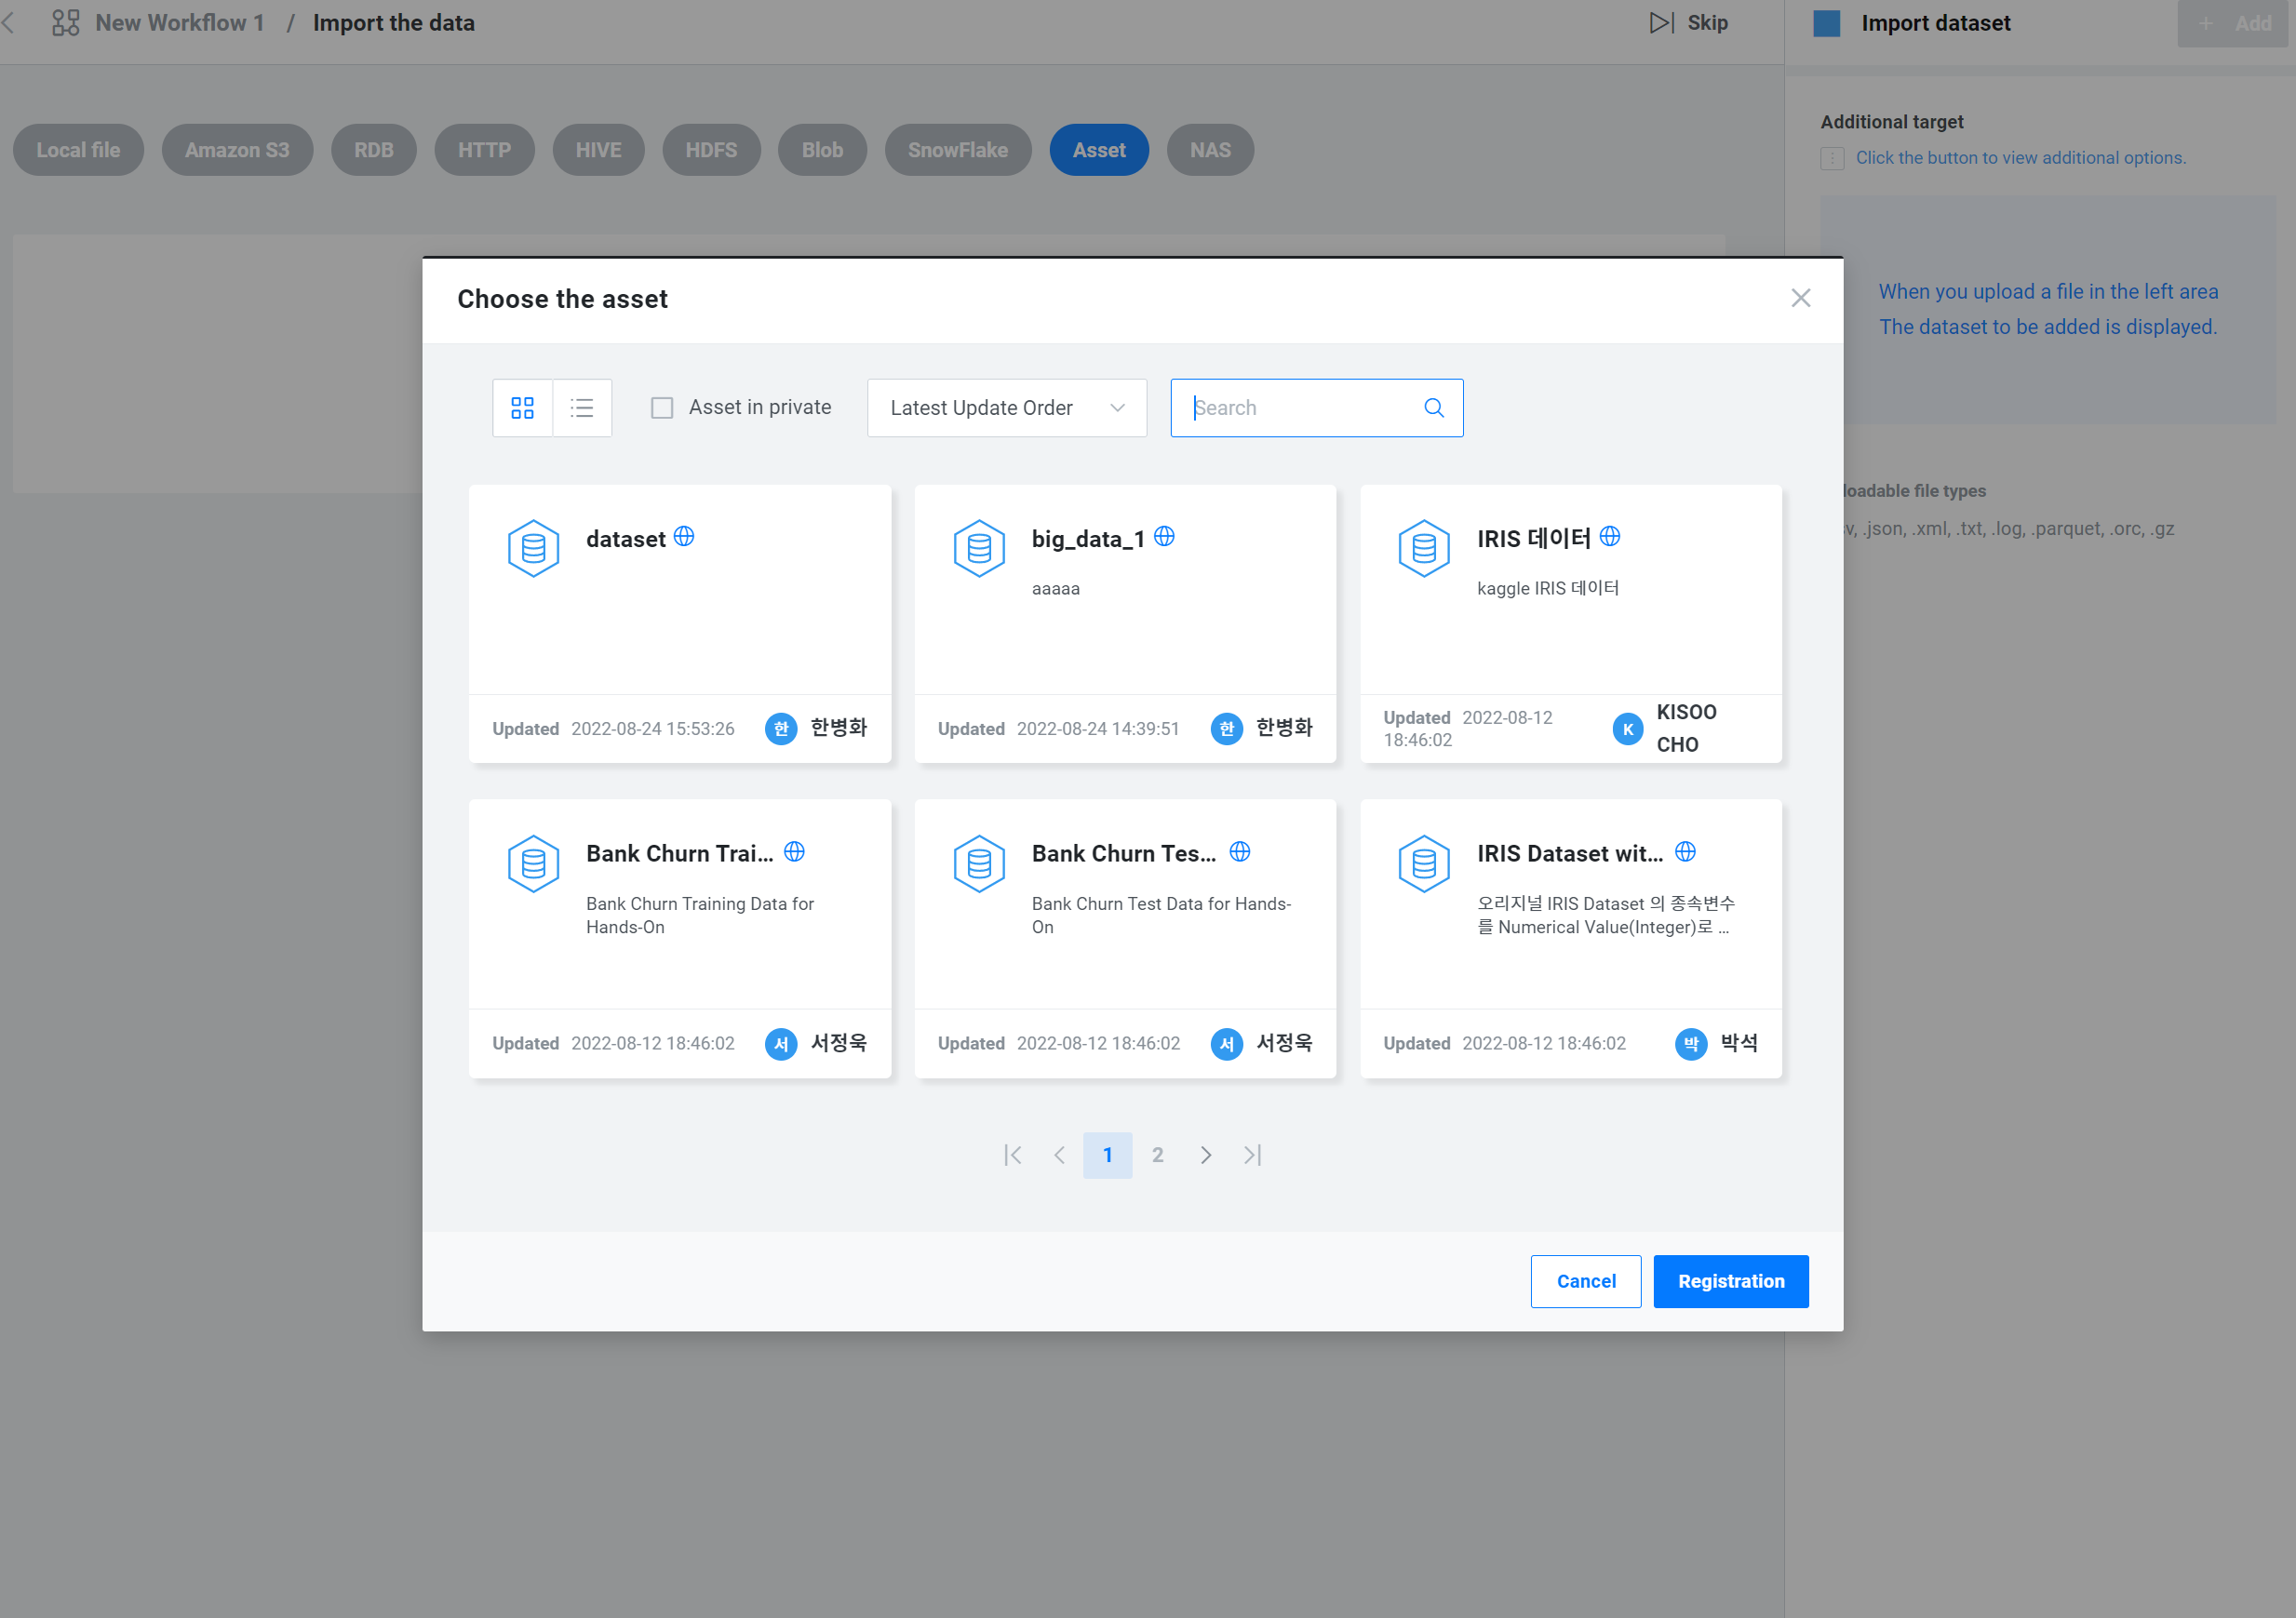 New Workflow 1 / Import the data
Skip
Import dataset
+ Add
Local file
Amazon S3
RDB
HTTP
HIVE
HDFS
Blob
SnowFlake
Asset
NAS
Additional target
Click the button to view additional options.
When you upload a file in the left area
The dataset to be added is displayed.
loadable file types
v, .json, .xml, .txt, .log, .parquet, .orc, .gz
Choose the asset
Asset in private
Latest Update Order
Search
dataset
Updated 2022-08-24 15:53:26
한 한병화
big_data_1
aaaaa
Updated 2022-08-24 14:39:51
한 한병화
IRIS 데이터
kaggle IRIS 데이터
Updated 2022-08-12
18:46:02
K KISOO
CHO
Bank Churn Trai...
Bank Churn Training Data for
Hands-On
Updated 2022-08-12 18:46:02
서 서정욱
Bank Churn Tes...
Bank Churn Test Data for Hands-
On
Updated 2022-08-12 18:46:02
서 서정욱
IRIS Dataset wit...
오리지널 IRIS Dataset 의 종속변수
를 Numerical Value(Integer)로 ...
Updated 2022-08-12 18:46:02
박 박석
1 2
Cancel
Registration